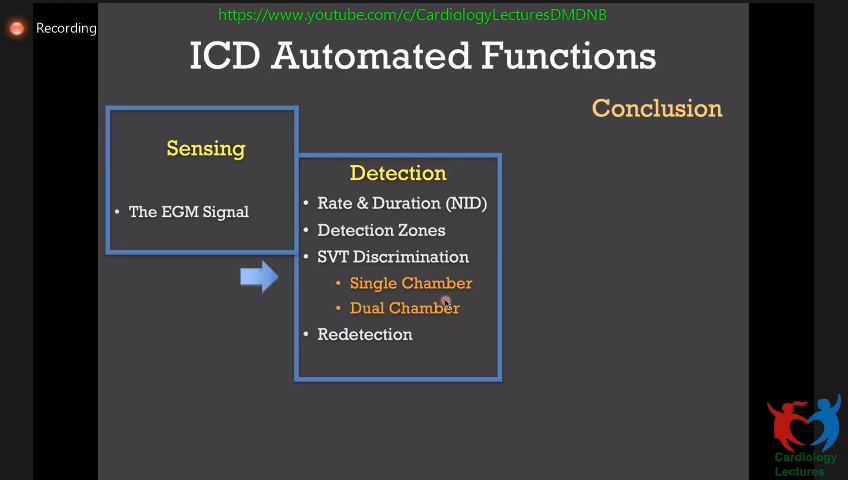 https://www.youtube.com/c/CardiologyLecturesDMDNB
Recording
ICD Automated Functions
Conclusion
Sensing
• The EGM Signal
Detection
• Rate & Duration (NID)
• Detection Zones
• SVT Discrimination
• Single Chamber
• Dual Chamber
• Redetection
Cardiology
Lectures